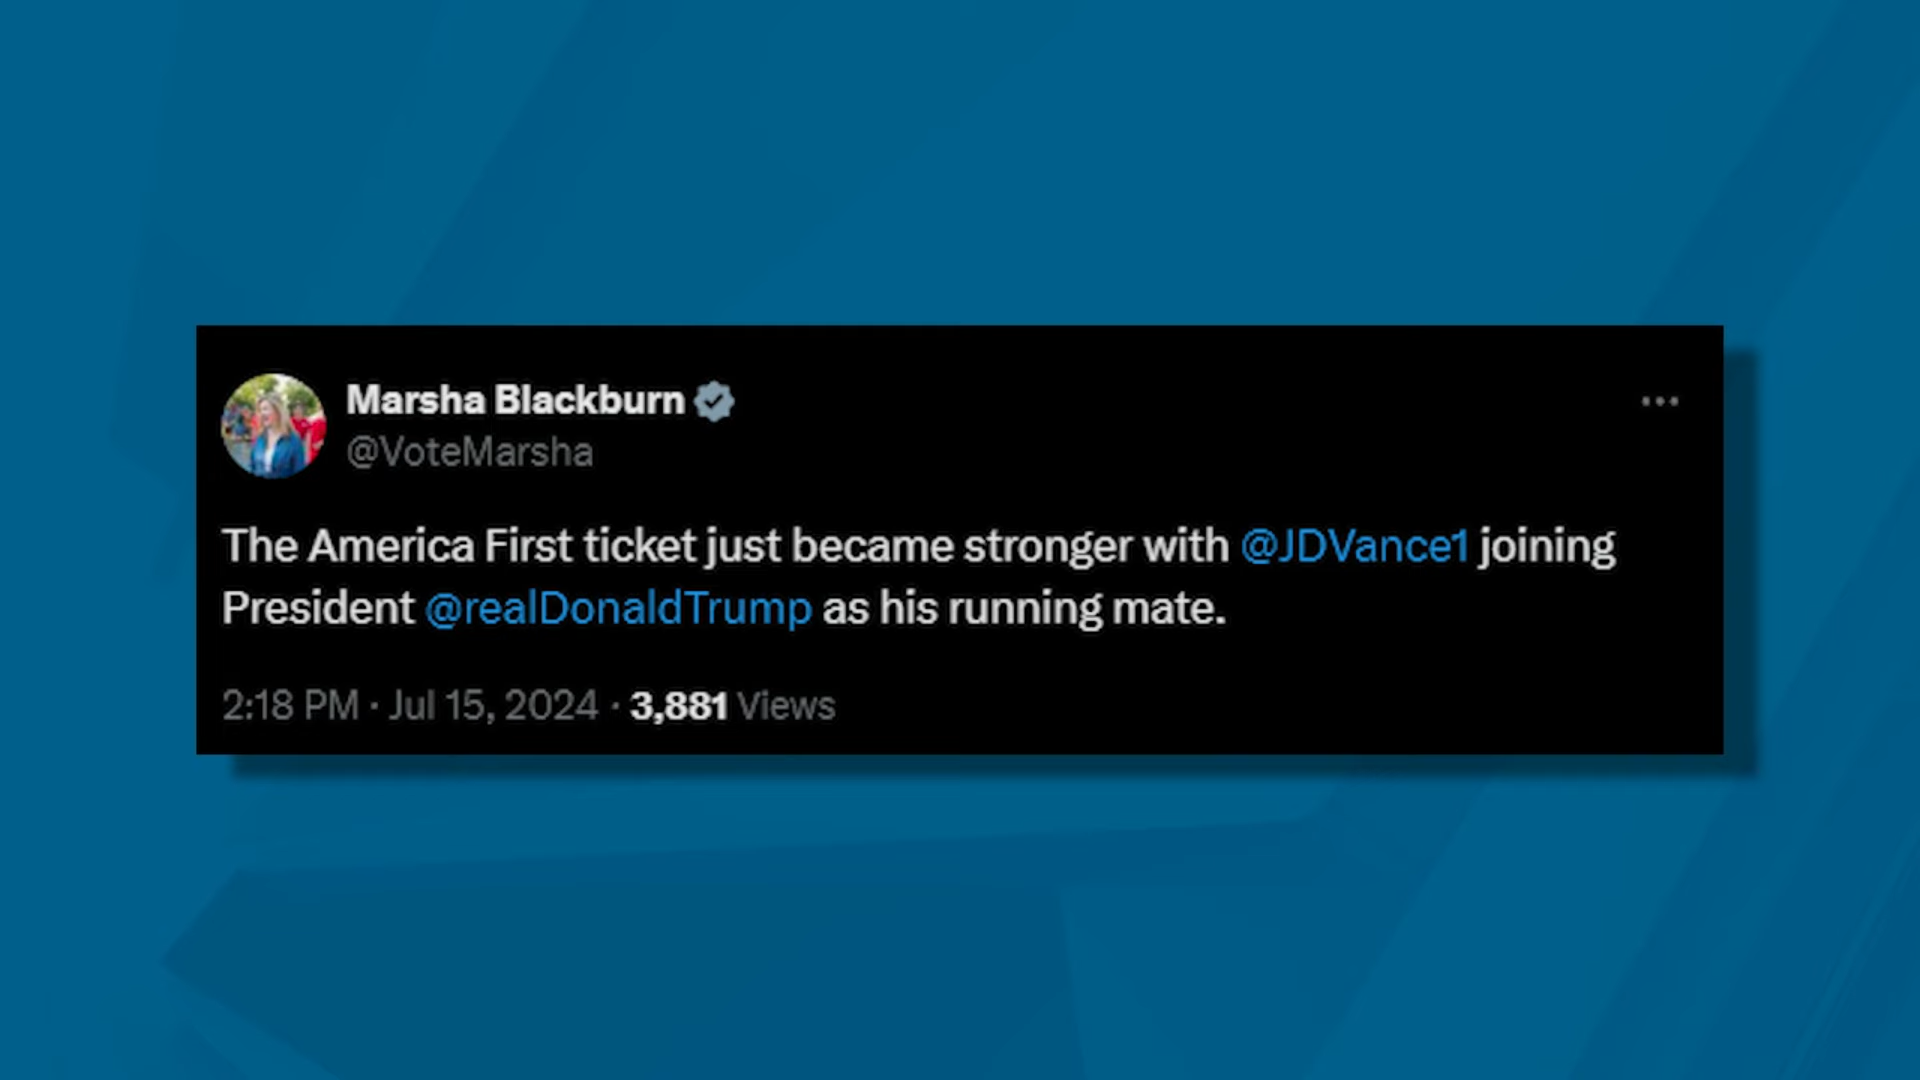 Marsha Blackburn
@VoteMarsha
The America First ticket just became stronger with @JDVance1 joining
President @realDonaldTrump as his running mate.
2:18 PM · Jul 15, 2024 · 3,881 Views